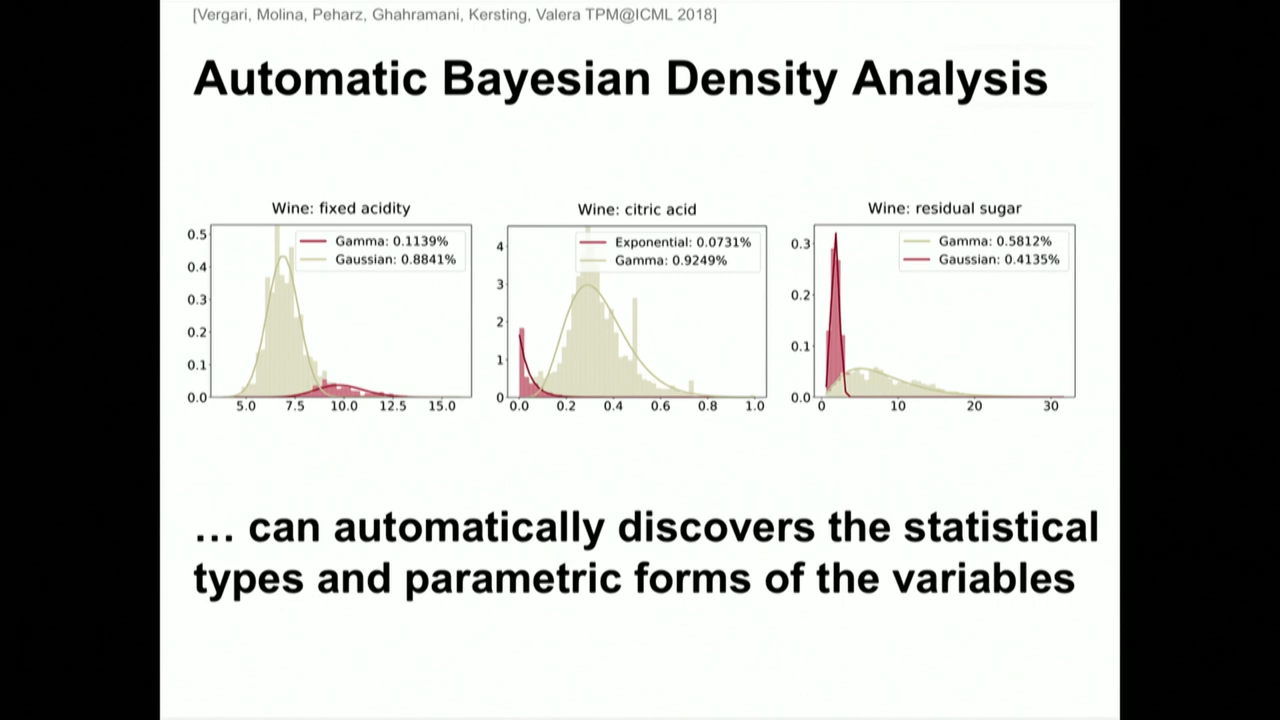 [Vergari, Molina, Peharz, Ghahramani, Kersting, Valera TPM@ICML 2018]
Automatic Bayesian Density Analysis
Wine: fixed acidity
0.5
0.4
0.3
0.2
0.1
0.0
Gamma: 0.1139%
Gaussian: 0.8841%
5.0 7.5 10.0 12.5 15.0
Wine: citric acid
4
3
2
1
0
Exponential: 0.0731%
Gamma: 0.9249%
0.0 0.2 0.4 0.6 0.8 1.0
Wine: residual sugar
0.3
0.2
0.1
0.0
Gamma: 0.5812%
Gaussian: 0.4135%
0 10 20 30
... can automatically discovers the statistical
types and parametric forms of the variables